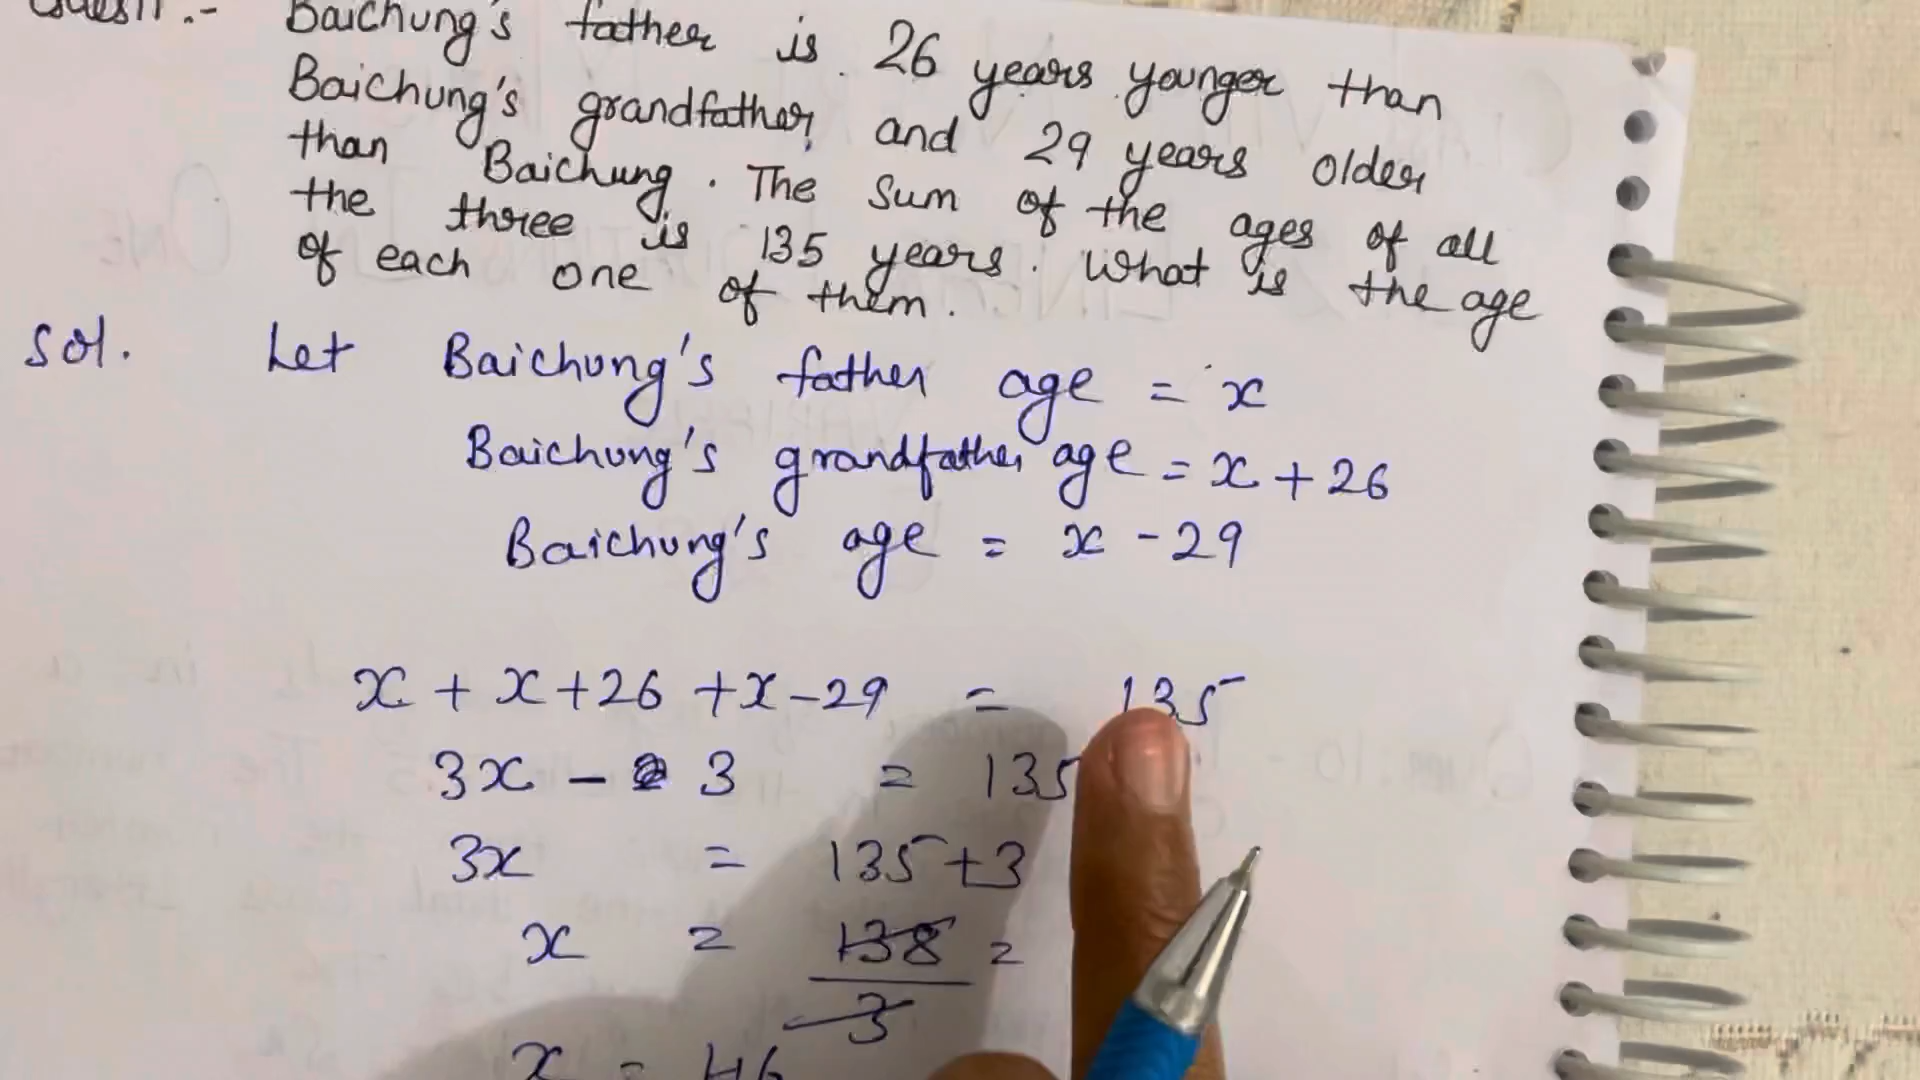 Baichung's father is 26 years younger than
Baichung's grandfather and 29 years older
than Baichung. The sum of the ages of all
the three is 135 years. What is the age
of each one of them.
Sol. Let Baichung's father age = x
Baichung's grandfather age = x + 26
Baichung's age = x - 29
x + x + 26 + x - 29 = 135
3x - 3 = 135
3x = 135 + 3
x = 138 =
3
x = 46